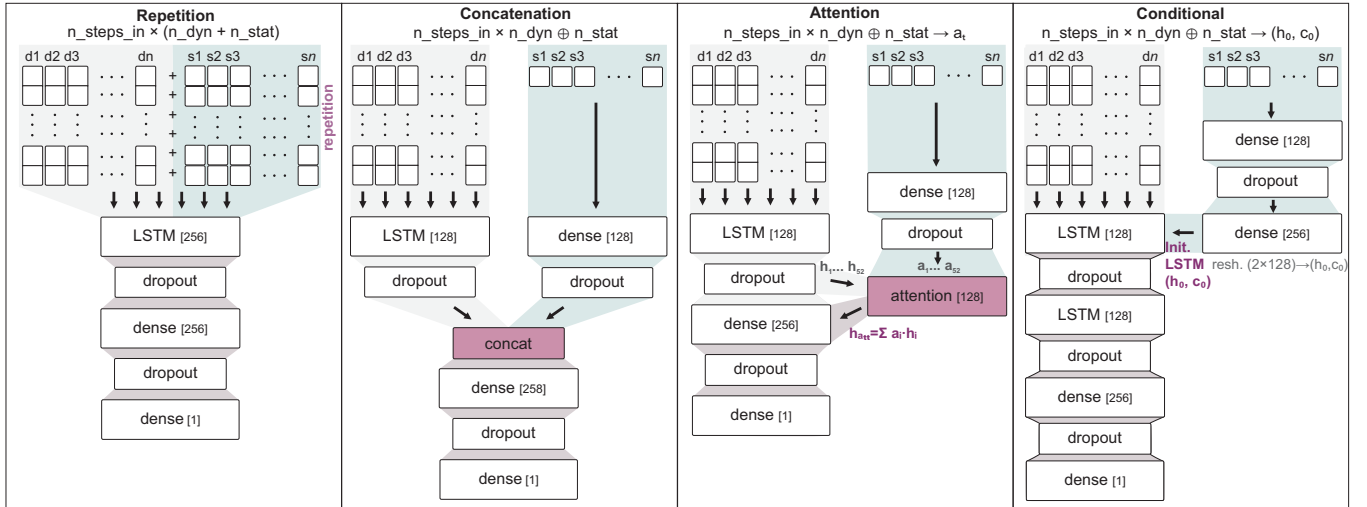 Repetition
n_steps_in × (n_dyn + n_stat)
d1 d2 d3 dn s1 s2 s3 sn
+
+
+
+
+
+
repetition
LSTM [256]
dropout
dense [256]
dropout
dense [1]
Concatenation
n_steps_in × n_dyn ⊕ n_stat
d1 d2 d3 dn s1 s2 s3 sn
LSTM [128]
dense [128]
dropout
dropout
concat
dense [258]
dropout
dense [1]
Attention
n_steps_in × n_dyn ⊕ n_stat → aₜ
d1 d2 d3 dn s1 s2 s3 sn
dense [128]
LSTM [128]
dropout
dropout
h₁... h₅₂
a₁... a₅₂
attention [128]
dense [256]
hₐₜₜ=Σ aᵢ·hᵢ
dropout
dense [1]
Conditional
n_steps_in × n_dyn ⊕ n_stat → (h₀, c₀)
d1 d2 d3 dn s1 s2 s3 sn
dense [128]
dropout
LSTM [128]
dense [256]
Init.
LSTM
(h₀, c₀)
resh. (2×128)→(h₀,c₀)
dropout
LSTM [128]
dropout
dense [256]
dropout
dense [1]